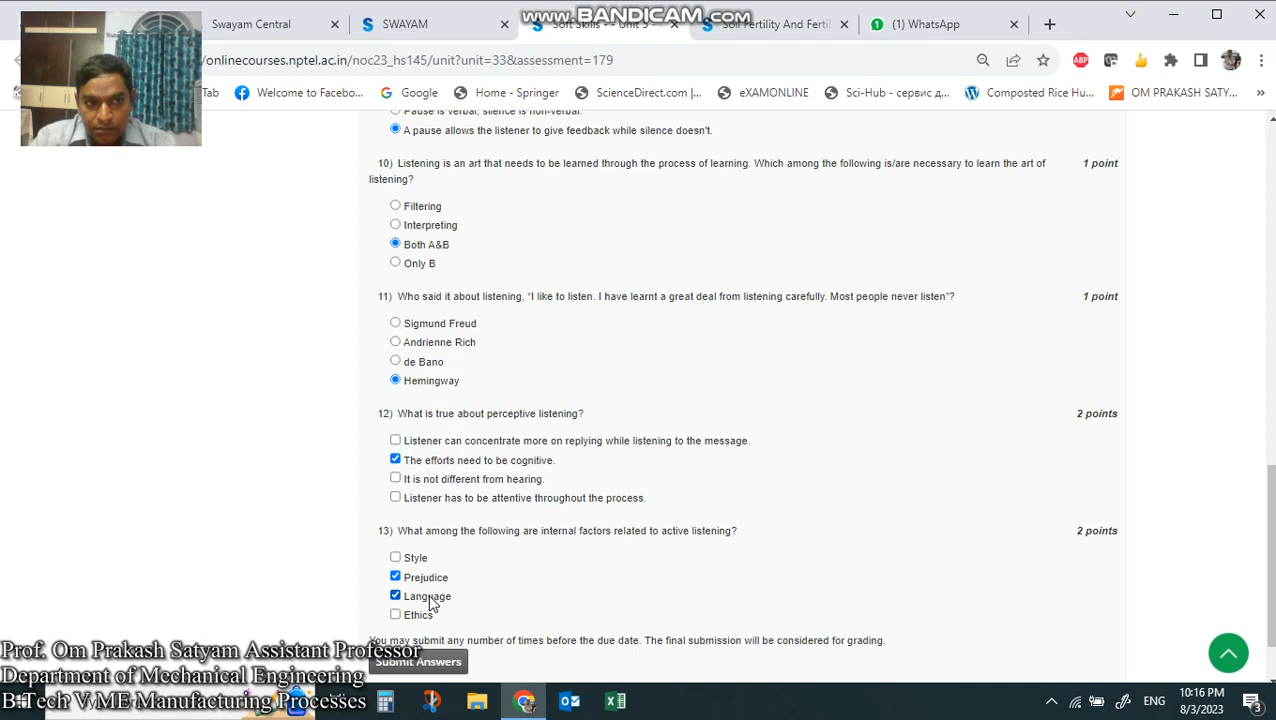 www.BANDICAM.com
Swayam Central
SWAYAM
Soft Skills - - Unit 5 -
Soil Fertility And Fertil
(1) WhatsApp
onlinecourses.nptel.ac.in/noc23_hs145/unit?unit=33&assessment=179
ABP
Tab
Welcome to Facebo...
Google
Home - Springer
ScienceDirect.com |...
eXAMONLINE
Sci-Hub - сервис д...
Composted Rice Hu...
OM PRAKASH SATY...
»
Pause is verbal, silence is non-verbal.
A pause allows the listener to give feedback while silence doesn't.
10) Listening is an art that needs to be learned through the process of learning. Which among the following is/are necessary to learn the art of
listening?
1 point
Filtering
Interpreting
Both A&B
Only B
11) Who said it about listening, “I like to listen. I have learnt a great deal from listening carefully. Most people never listen”?
1 point
Sigmund Freud
Andrienne Rich
de Bano
Hemingway
12) What is true about perceptive listening?
2 points
Listener can concentrate more on replying while listening to the message.
The efforts need to be cognitive.
It is not different from hearing.
Listener has to be attentive throughout the process.
13) What among the following are internal factors related to active listening?
2 points
Style
Prejudice
Language
Ethics
You may submit any number of times before the due date. The final submission will be considered for grading.
Submit Answers
Prof. Om Prakash Satyam Assistant Professor
Department of Mechanical Engineering
B.Tech V ME Manufacturing Processes
ENG
10:16 PM
8/3/2023
3